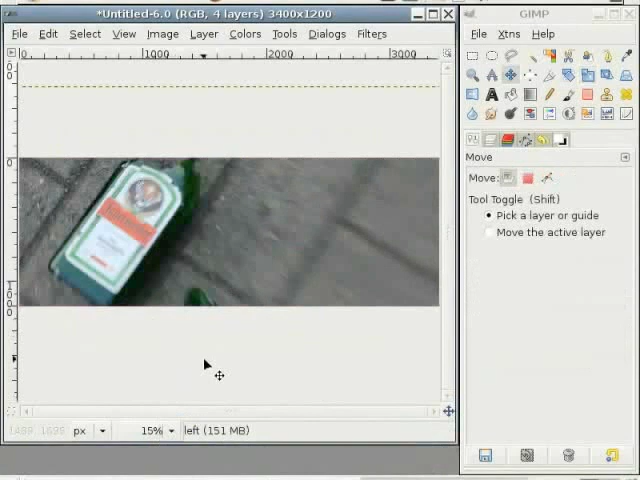 *Untitled-6.0 (RGB, 4 layers) 3400x1200
File Edit Select View Image Layer Colors Tools Dialogs Filters
0 1000 2000 3000
px 15% left (151 MB)
GIMP
File Xtns Help
Move
Move:
Tool Toggle (Shift)
Pick a layer or guide
Move the active layer